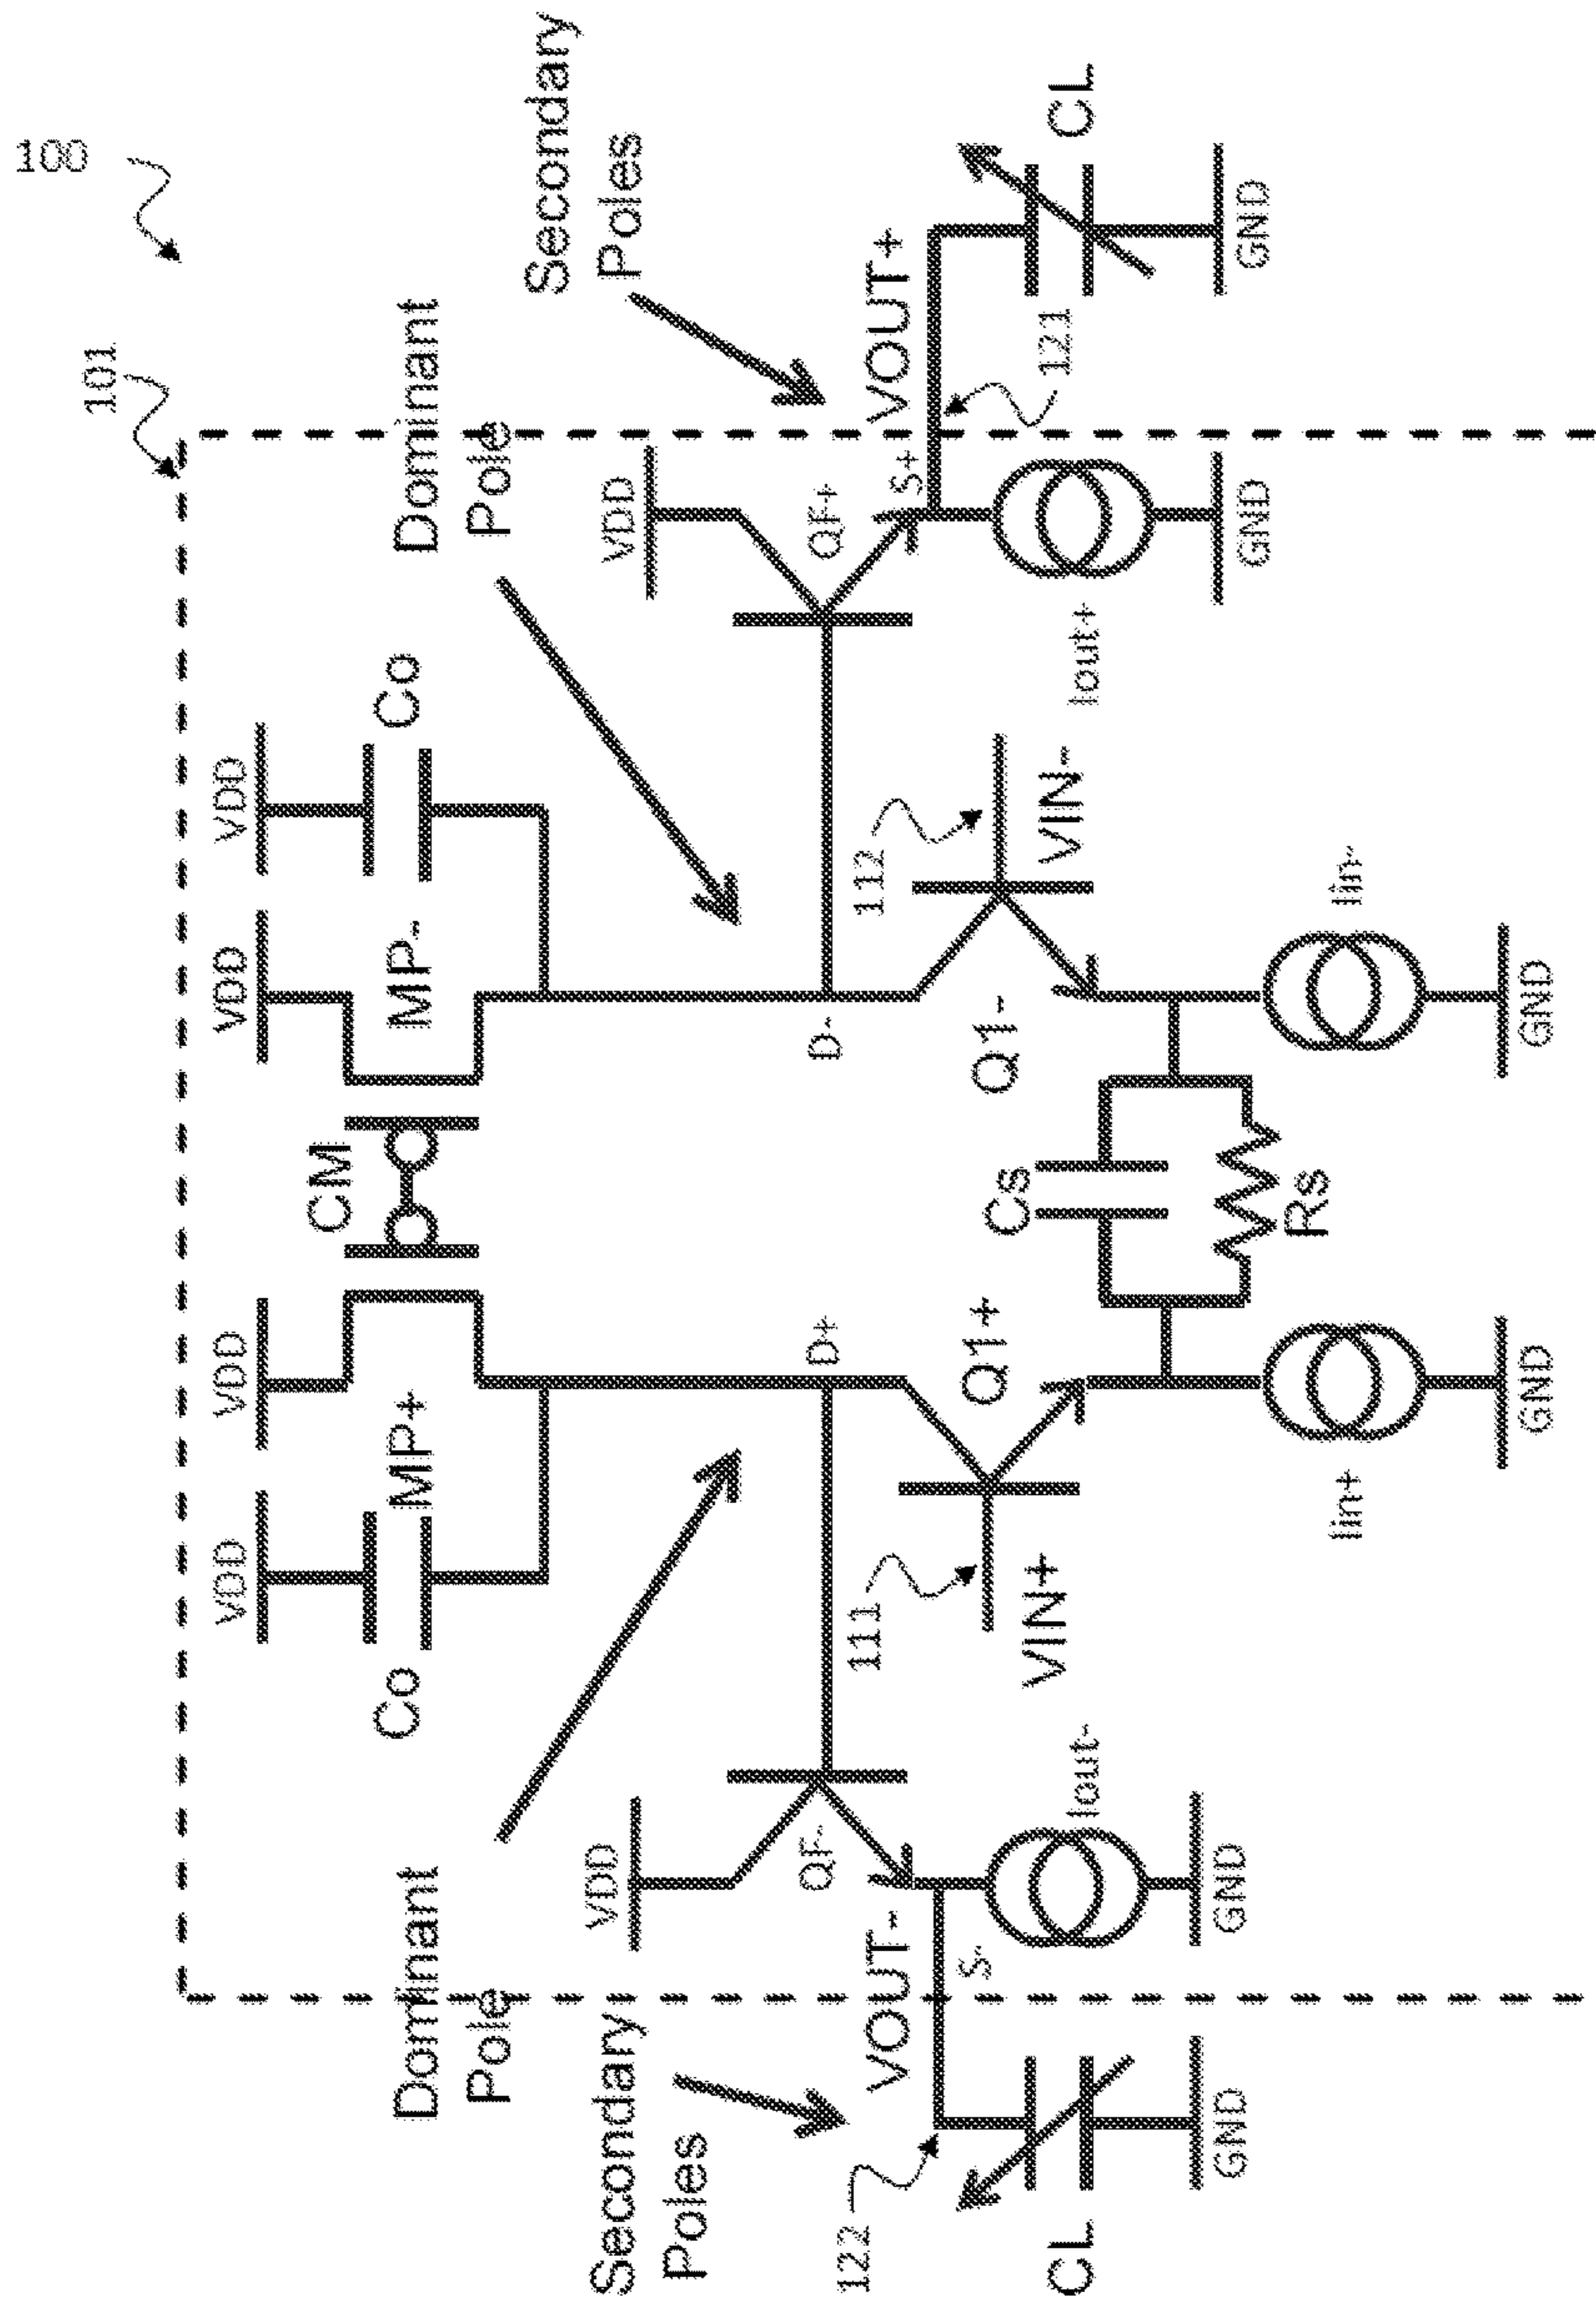 100
101
VDD
VDD
VDD
VDD
CM
Co
MP+
MP-
Co
Dominant
Pole
Dominant
Pole
Secondary
Poles
Secondary
Poles
VDD
VDD
QF-
D+
D-
QF+
122
VOUT-
111
112
VOUT+
S-
S+
Q1+
Q1-
Cs
VIN+
VIN-
121
CL
Iout-
Iout+
CL
GND
GND
Rs
GND
GND
Iin+
Iin-
GND
GND